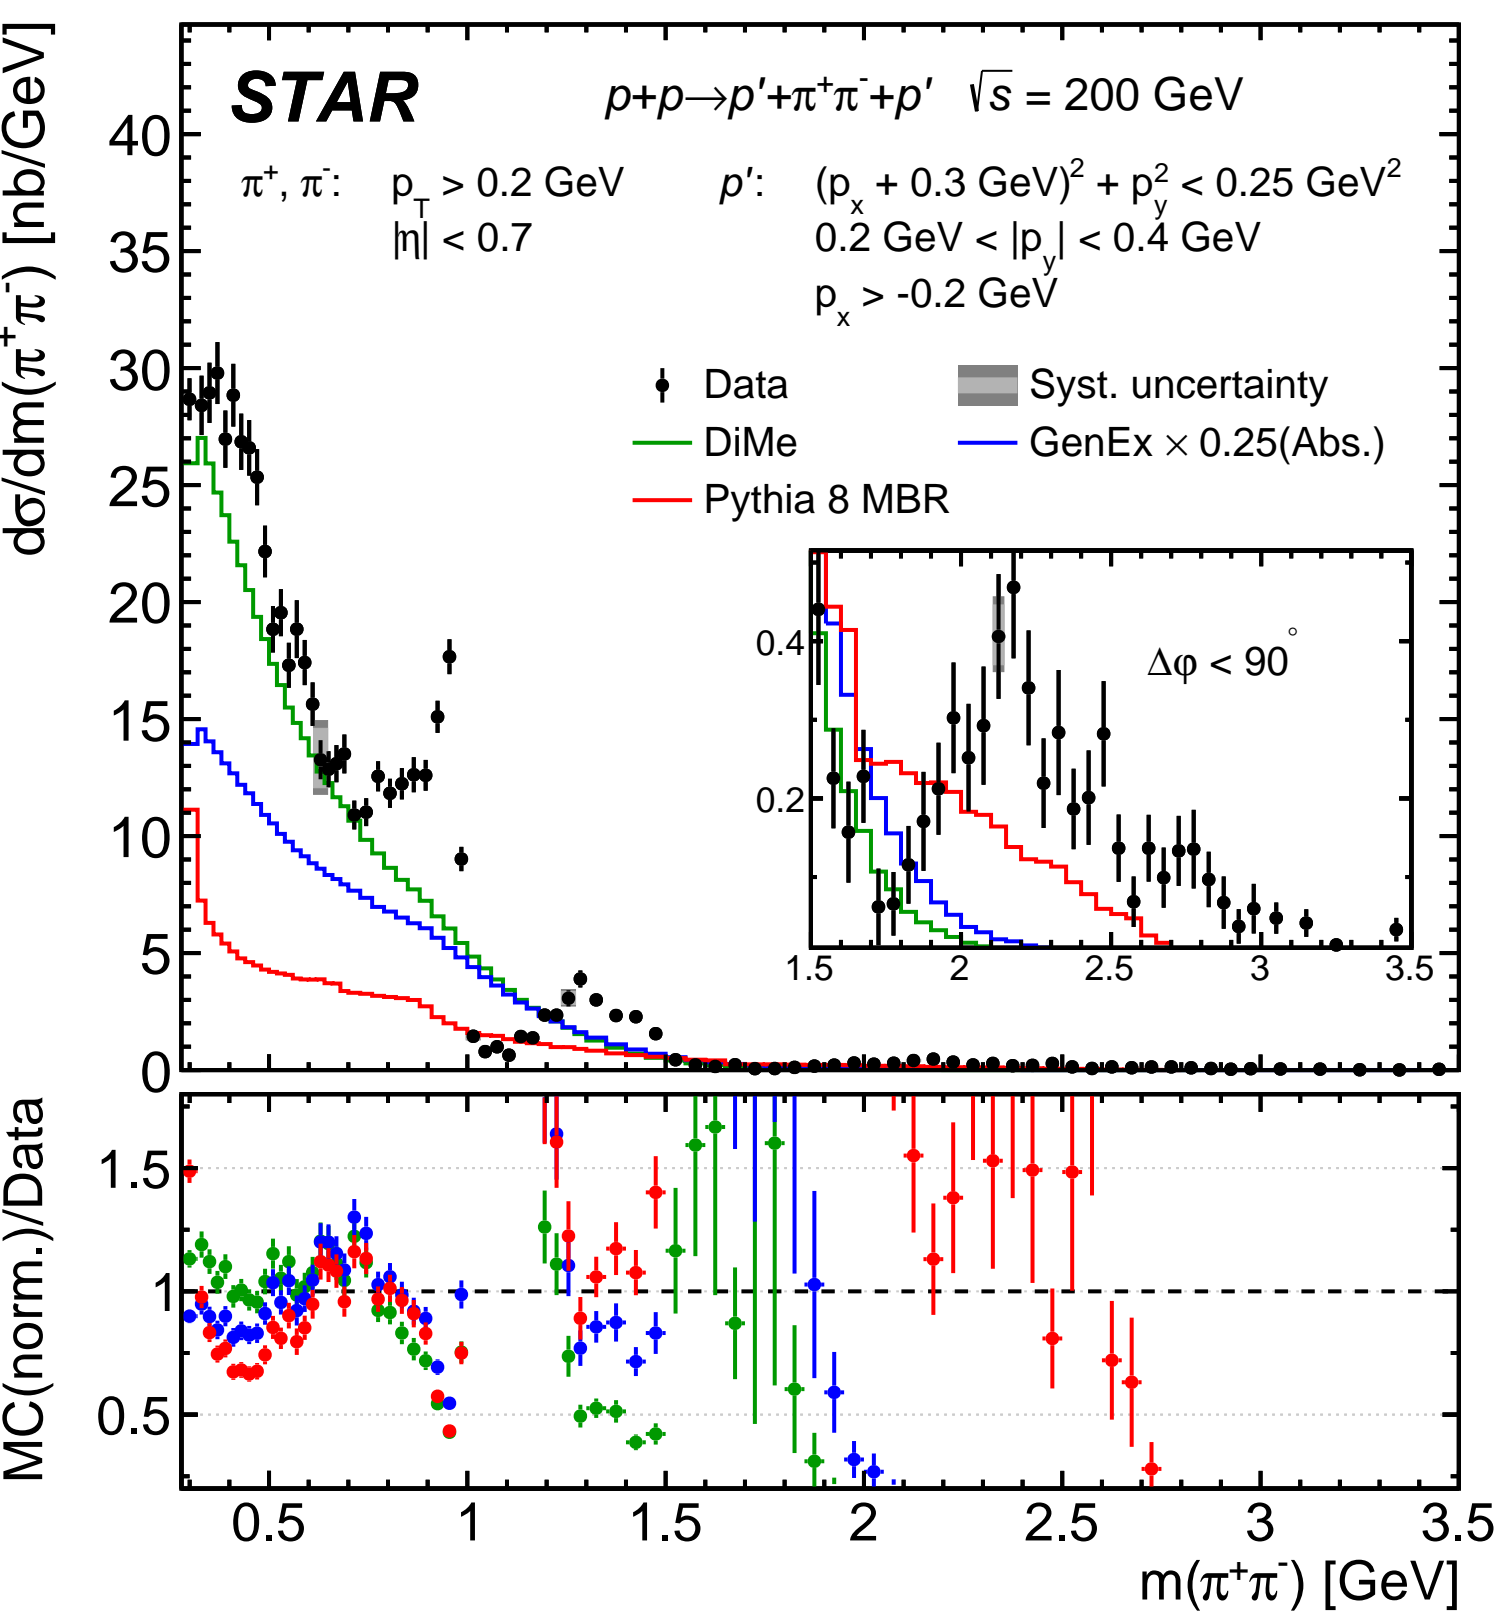 STAR
p+p→p′+π⁺π⁻+p′ √s = 200 GeV
π⁺, π⁻: p_T > 0.2 GeV p′: (p_x + 0.3 GeV)² + p_y² < 0.25 GeV²
|η| < 0.7 0.2 GeV < |p_y| < 0.4 GeV
p_x > -0.2 GeV
Data Syst. uncertainty
DiMe GenEx × 0.25(Abs.)
Pythia 8 MBR
dσ/dm(π⁺π⁻) [nb/GeV]
40
35
30
25
20
15
10
5
0
Δφ < 90°
0.4
0.2
1.5 2 2.5 3 3.5
MC(norm.)/Data
1.5
1
0.5
0.5 1 1.5 2 2.5 3 3.5
m(π⁺π⁻) [GeV]